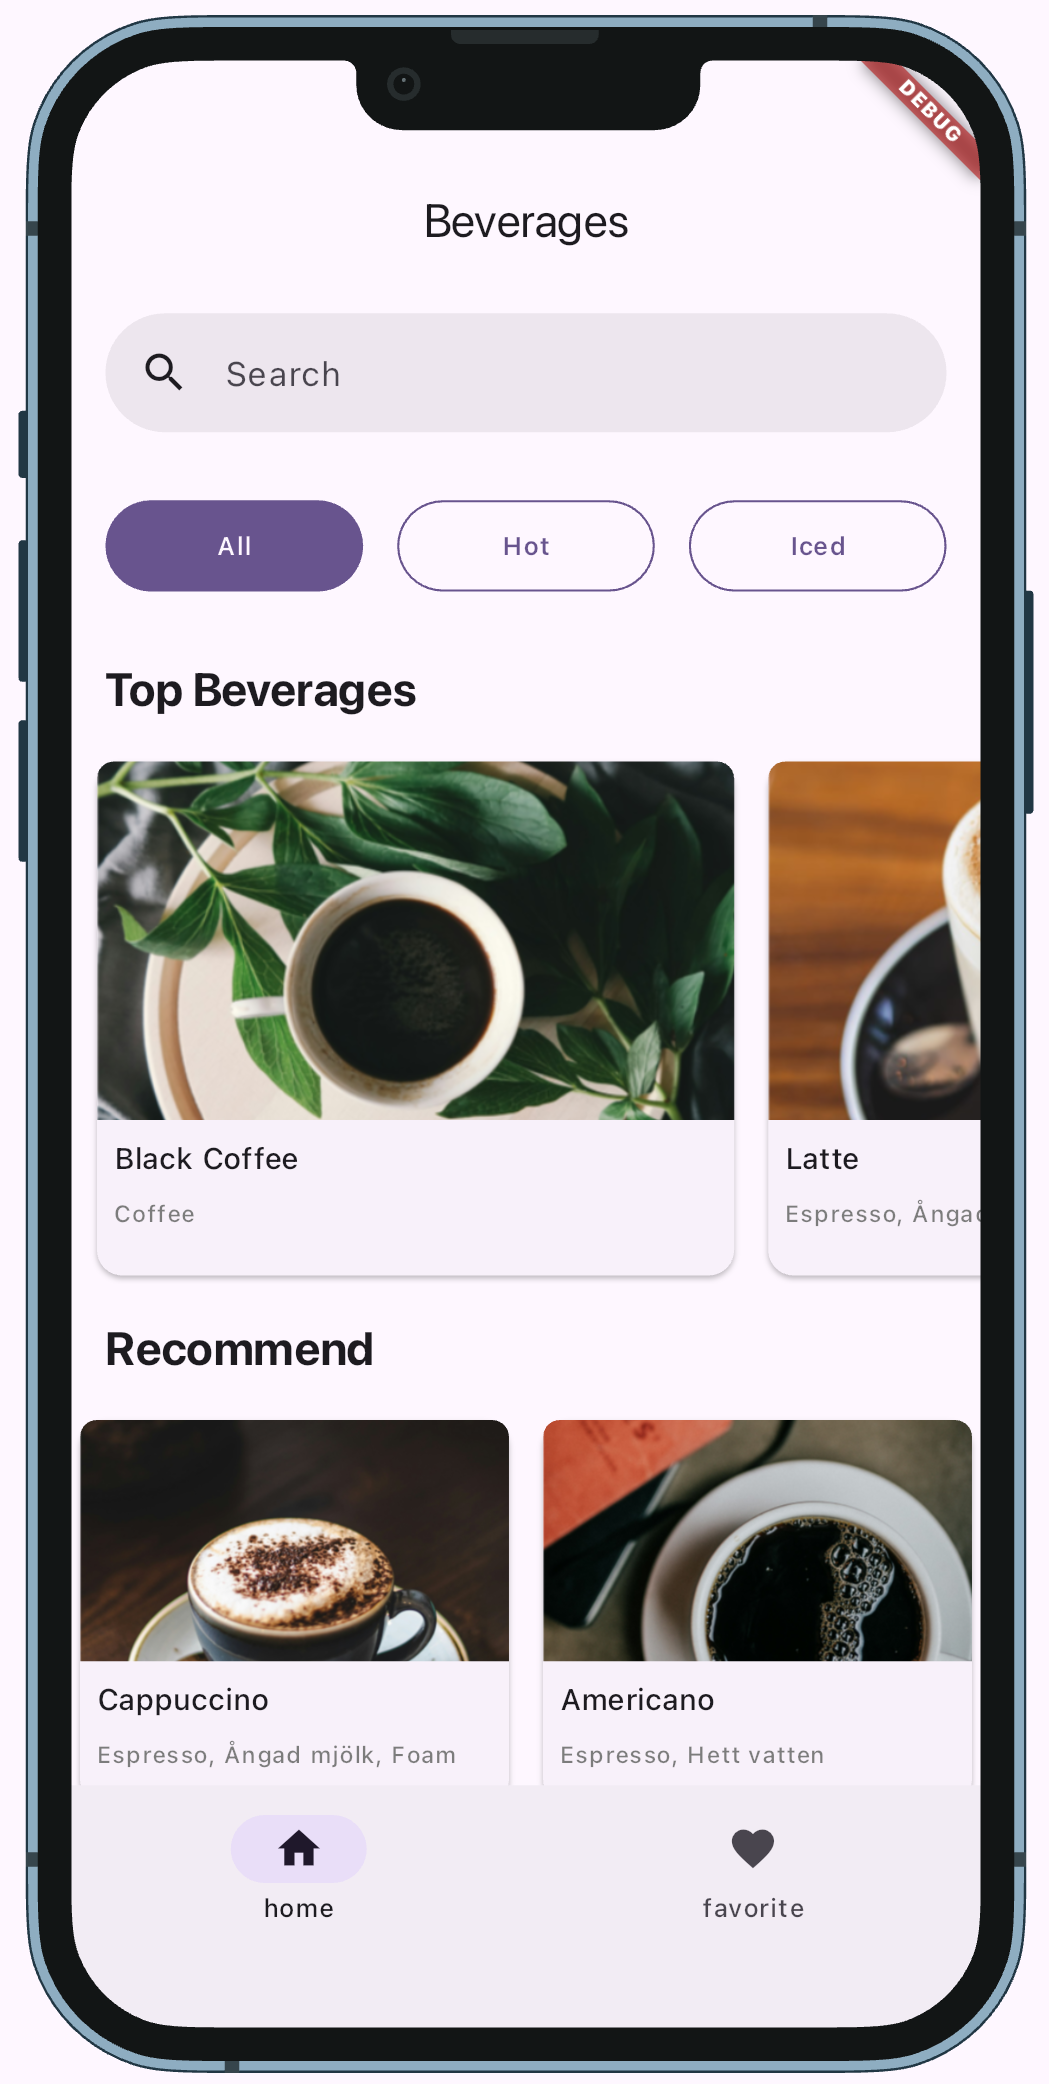 DEBUG
Beverages
Search
All
Hot
Iced
Top Beverages
Black Coffee
Coffee
Latte
Espresso, Ångad
Recommend
Cappuccino
Espresso, Ångad mjölk, Foam
Americano
Espresso, Hett vatten
home
favorite